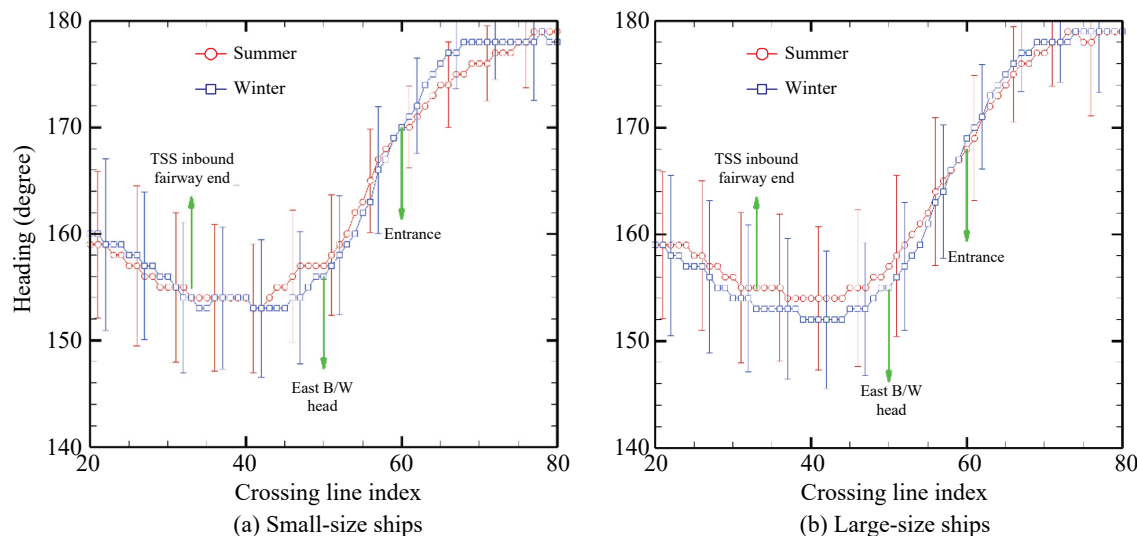 180
170
160
150
140
Heading (degree)
Summer
Winter
TSS inbound
fairway end
Entrance
East B/W
head
20
40
60
80
Crossing line index
(a) Small-size ships
180
170
160
150
140
Summer
Winter
TSS inbound
fairway end
Entrance
East B/W
head
20
40
60
80
Crossing line index
(b) Large-size ships